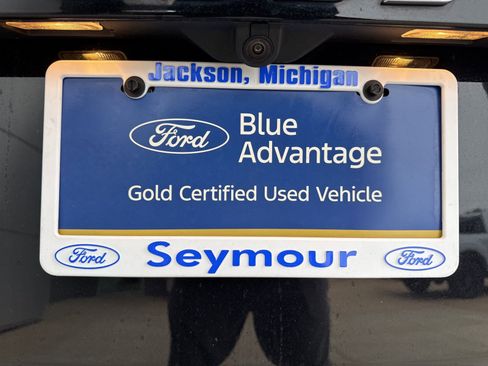 Jackson, Michigan
Ford
Blue
Advantage
Gold Certified Used Vehicle
Ford Seymour Ford